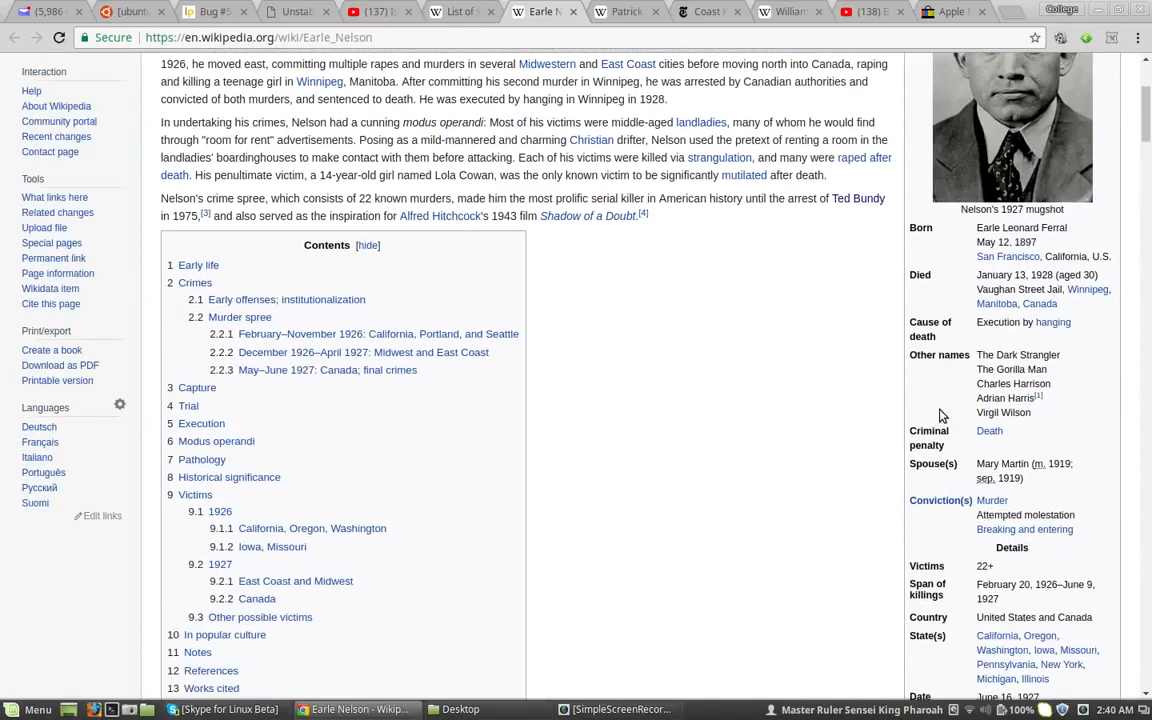 (5,986
[ubunt
Bug #5
Unstab
(137) I
List of s
Earle N
Patrick
Coast
William
(138) B
Apple
College
Secure
https://en.wikipedia.org/wiki/Earle_Nelson
1926, he moved east, committing multiple rapes and murders in several Midwestern and East Coast cities before moving north into Canada, raping
and killing a teenage girl in Winnipeg, Manitoba. After committing his second murder in Winnipeg, he was arrested by Canadian authorities and
convicted of both murders, and sentenced to death. He was executed by hanging in Winnipeg in 1928.
In undertaking his crimes, Nelson had a cunning modus operandi: Most of his victims were middle-aged landladies, many of whom he would find
through "room for rent" advertisements. Posing as a mild-mannered and charming Christian drifter, Nelson used the pretext of renting a room in the
landladies' boardinghouses to make contact with them before attacking. Each of his victims were killed via strangulation, and many were raped after
death. His penultimate victim, a 14-year-old girl named Lola Cowan, was the only known victim to be significantly mutilated after death.
Nelson's crime spree, which consists of 22 known murders, made him the most prolific serial killer in American history until the arrest of Ted Bundy
in 1975,[3] and also served as the inspiration for Alfred Hitchcock's 1943 film Shadow of a Doubt.[4]
Interaction
Help
About Wikipedia
Community portal
Recent changes
Contact page
Tools
What links here
Related changes
Upload file
Special pages
Permanent link
Page information
Wikidata item
Cite this page
Print/export
Create a book
Download as PDF
Printable version
Languages
Deutsch
Français
Italiano
Português
Русский
Suomi
Edit links
Contents [hide]
1 Early life
2 Crimes
2.1 Early offenses; institutionalization
2.2 Murder spree
2.2.1 February–November 1926: California, Portland, and Seattle
2.2.2 December 1926–April 1927: Midwest and East Coast
2.2.3 May–June 1927: Canada; final crimes
3 Capture
4 Trial
5 Execution
6 Modus operandi
7 Pathology
8 Historical significance
9 Victims
9.1 1926
9.1.1 California, Oregon, Washington
9.1.2 Iowa, Missouri
9.2 1927
9.2.1 East Coast and Midwest
9.2.2 Canada
9.3 Other possible victims
10 In popular culture
11 Notes
12 References
13 Works cited
Nelson's 1927 mugshot
Born Earle Leonard Ferral
May 12, 1897
San Francisco, California, U.S.
Died January 13, 1928 (aged 30)
Vaughan Street Jail, Winnipeg,
Manitoba, Canada
Cause of Execution by hanging
death
Other names The Dark Strangler
The Gorilla Man
Charles Harrison
Adrian Harris[1]
Virgil Wilson
Criminal Death
penalty
Spouse(s) Mary Martin (m. 1919;
sep. 1919)
Conviction(s) Murder
Attempted molestation
Breaking and entering
Details
Victims 22+
Span of February 20, 1926–June 9,
killings 1927
Country United States and Canada
State(s) California, Oregon,
Washington, Iowa, Missouri,
Pennsylvania, New York,
Michigan, Illinois
Date June 16, 1927
Menu
[Skype for Linux Beta]
Earle Nelson - Wikip...
Desktop
[SimpleScreenRecor...
Master Ruler Sensei King Pharoah
100%
2:40 AM